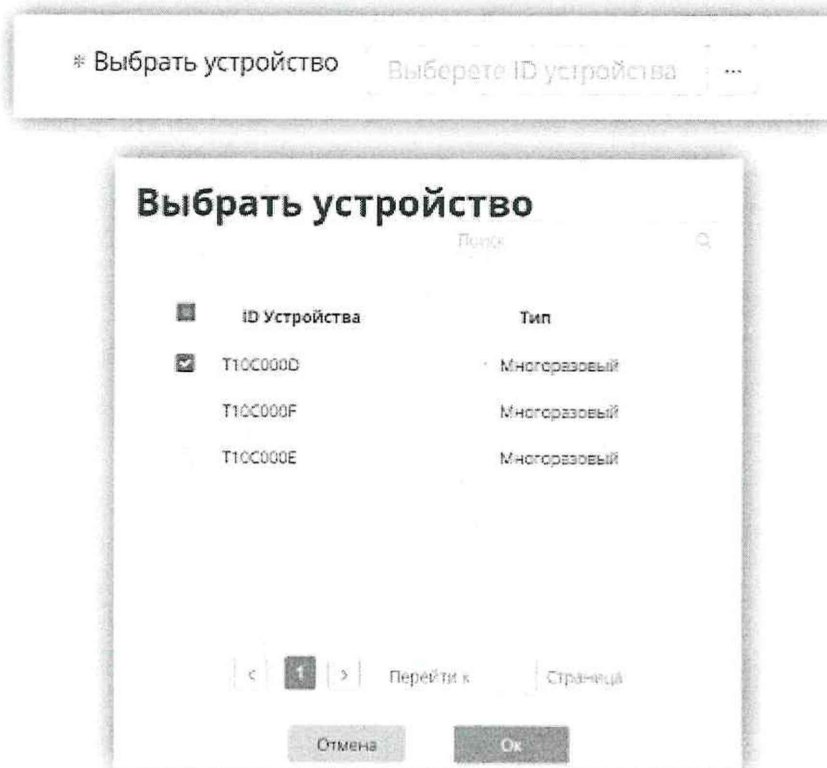 * Выбрать устройство Выберете ID устройства ...
Выбрать устройство
Поиск
ID Устройства Тип
T10C000D Многоразовый
T10C000F Многоразовый
T10C000E Многоразовый
< 1 > Перейти к Страница
Отмена Ок